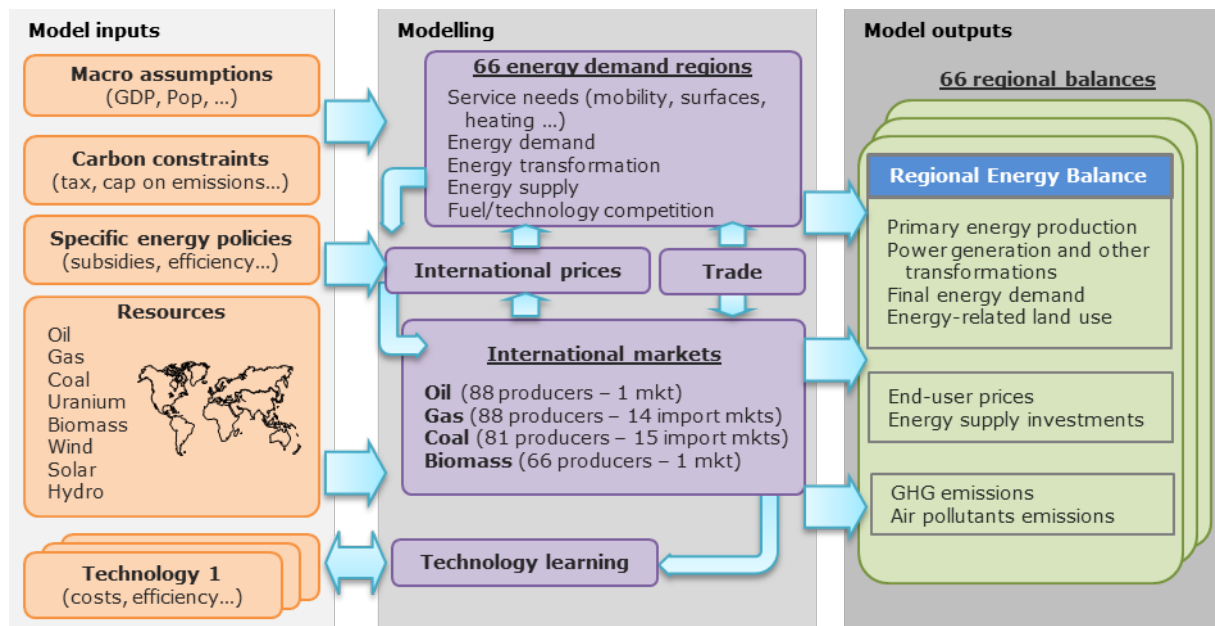 Model inputs
Macro assumptions
(GDP, Pop, ...)
Carbon constraints
(tax, cap on emissions...)
Specific energy policies
(subsidies, efficiency...)
Resources
Oil
Gas
Coal
Uranium
Biomass
Wind
Solar
Hydro
Technology 1
(costs, efficiency...)
Modelling
66 energy demand regions
Service needs (mobility, surfaces,
heating ...)
Energy demand
Energy transformation
Energy supply
Fuel/technology competition
International prices
Trade
International markets
Oil (88 producers – 1 mkt)
Gas (88 producers – 14 import mkts)
Coal (81 producers – 15 import mkts)
Biomass (66 producers – 1 mkt)
Technology learning
Model outputs
66 regional balances
Regional Energy Balance
Primary energy production
Power generation and other
transformations
Final energy demand
Energy-related land use
End-user prices
Energy supply investments
GHG emissions
Air pollutants emissions